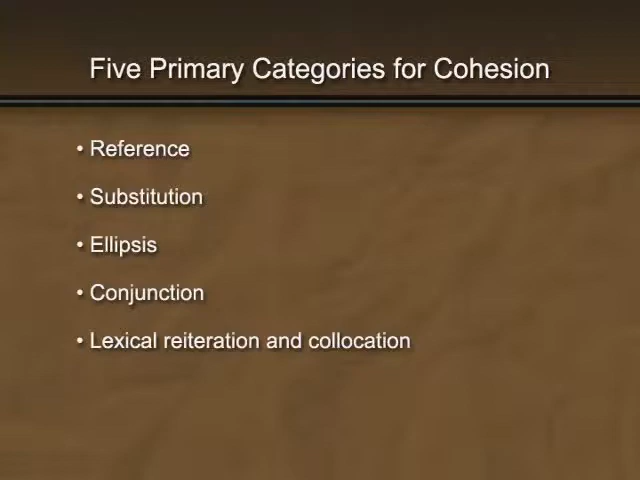 Five Primary Categories for Cohesion
• Reference
• Substitution
• Ellipsis
• Conjunction
• Lexical reiteration and collocation